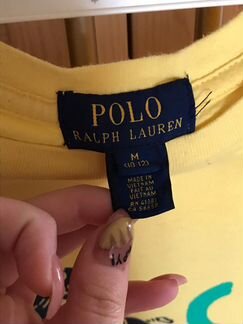 POLO
RALPH LAUREN
M
(10-12)
MADE IN
VIETNAM
FAIT AU
VIETNAM